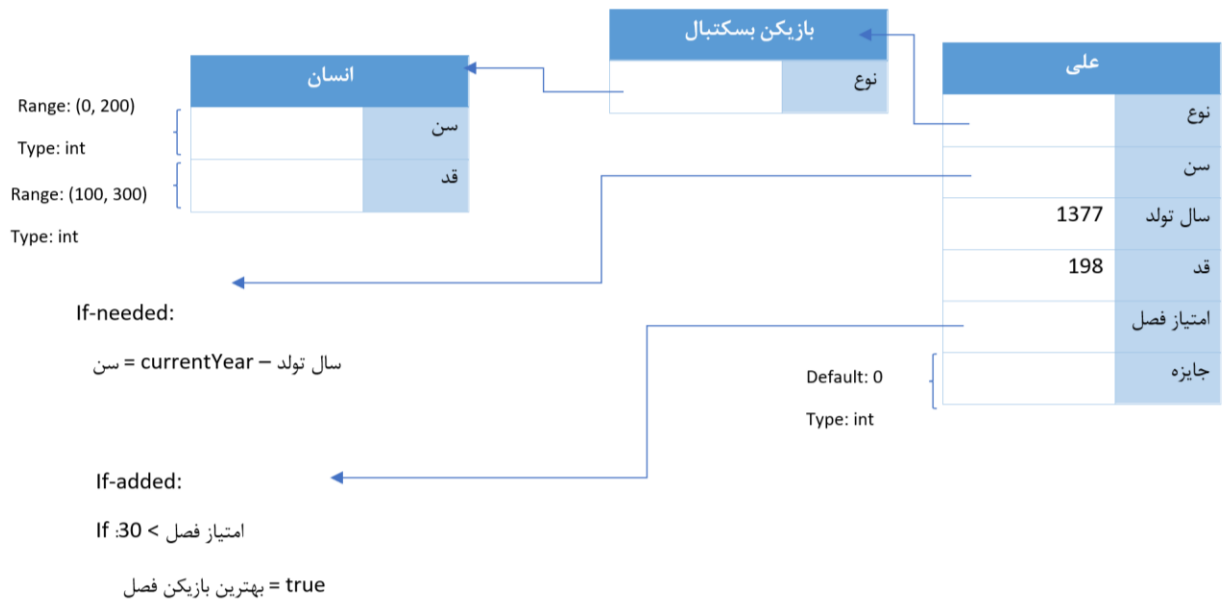 بازیکن بسکتبال
نوع
علی
نوع
سن
سال تولد 1377
قد 198
امتیاز فصل
جایزه
Default: 0
Type: int
انسان
سن
قد
Range: (0, 200)
Type: int
Range: (100, 300)
Type: int
If-needed:
سن = currentYear – سال تولد
If-added:
If :30 < امتیاز فصل
بهترین بازیکن فصل = true